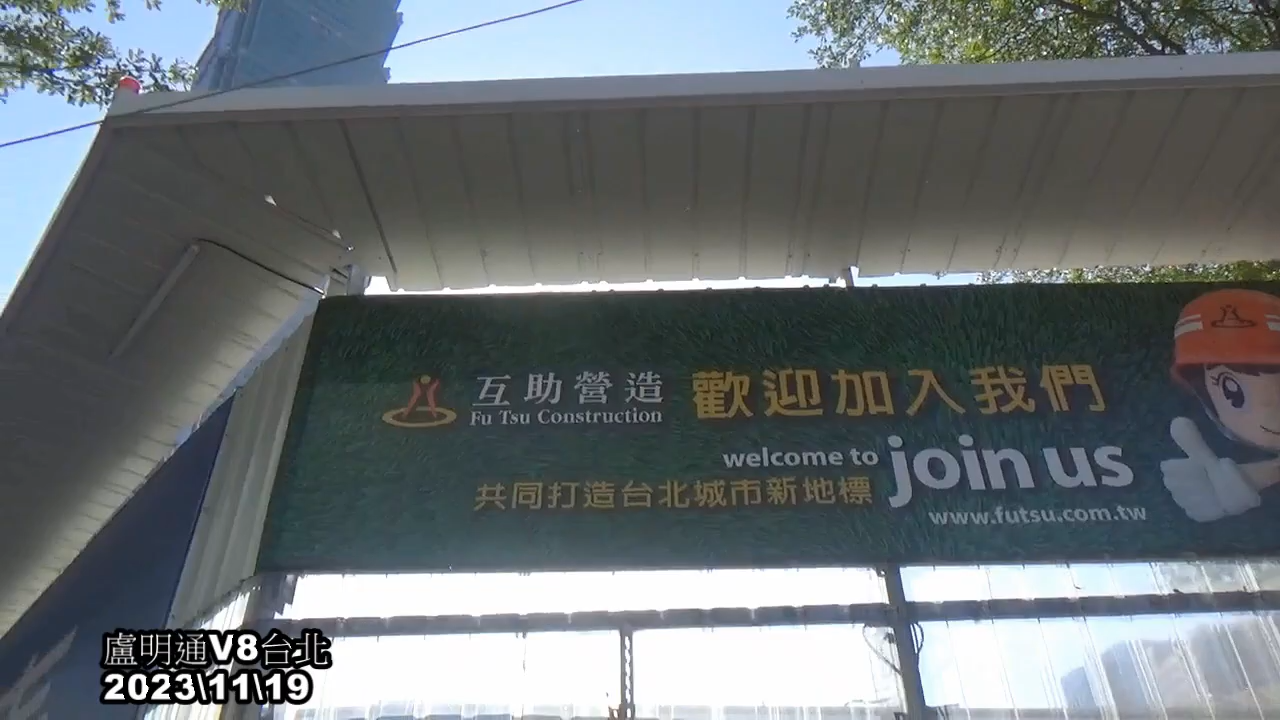 互助營造
Fu Tsu Construction
歡迎加入我們
welcome to join us
共同打造台北城市新地標
www.futsu.com.tw
盧明通V8台北
2023\11\19